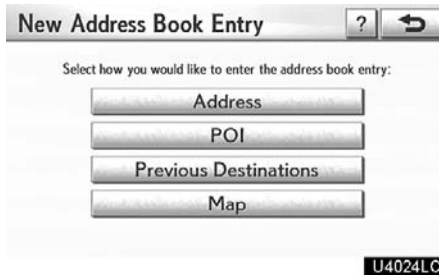 New Address Book Entry ?
Select how you would like to enter the address book entry:
Address
POI
Previous Destinations
Map
U4024LC